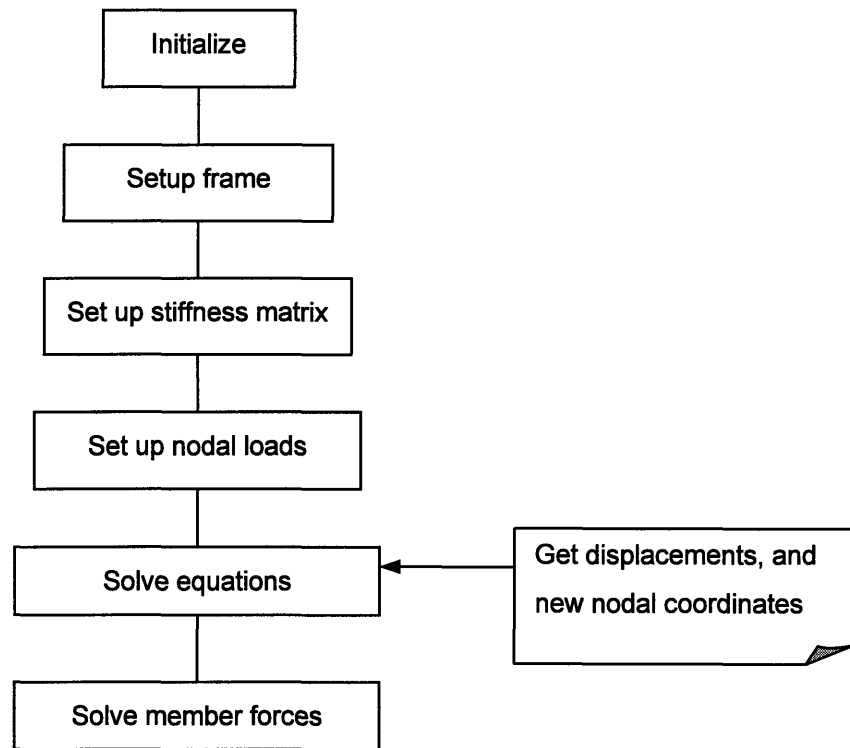 Initialize
Setup frame
Set up stiffness matrix
Set up nodal loads
Solve equations
Get displacements, and
new nodal coordinates
Solve member forces